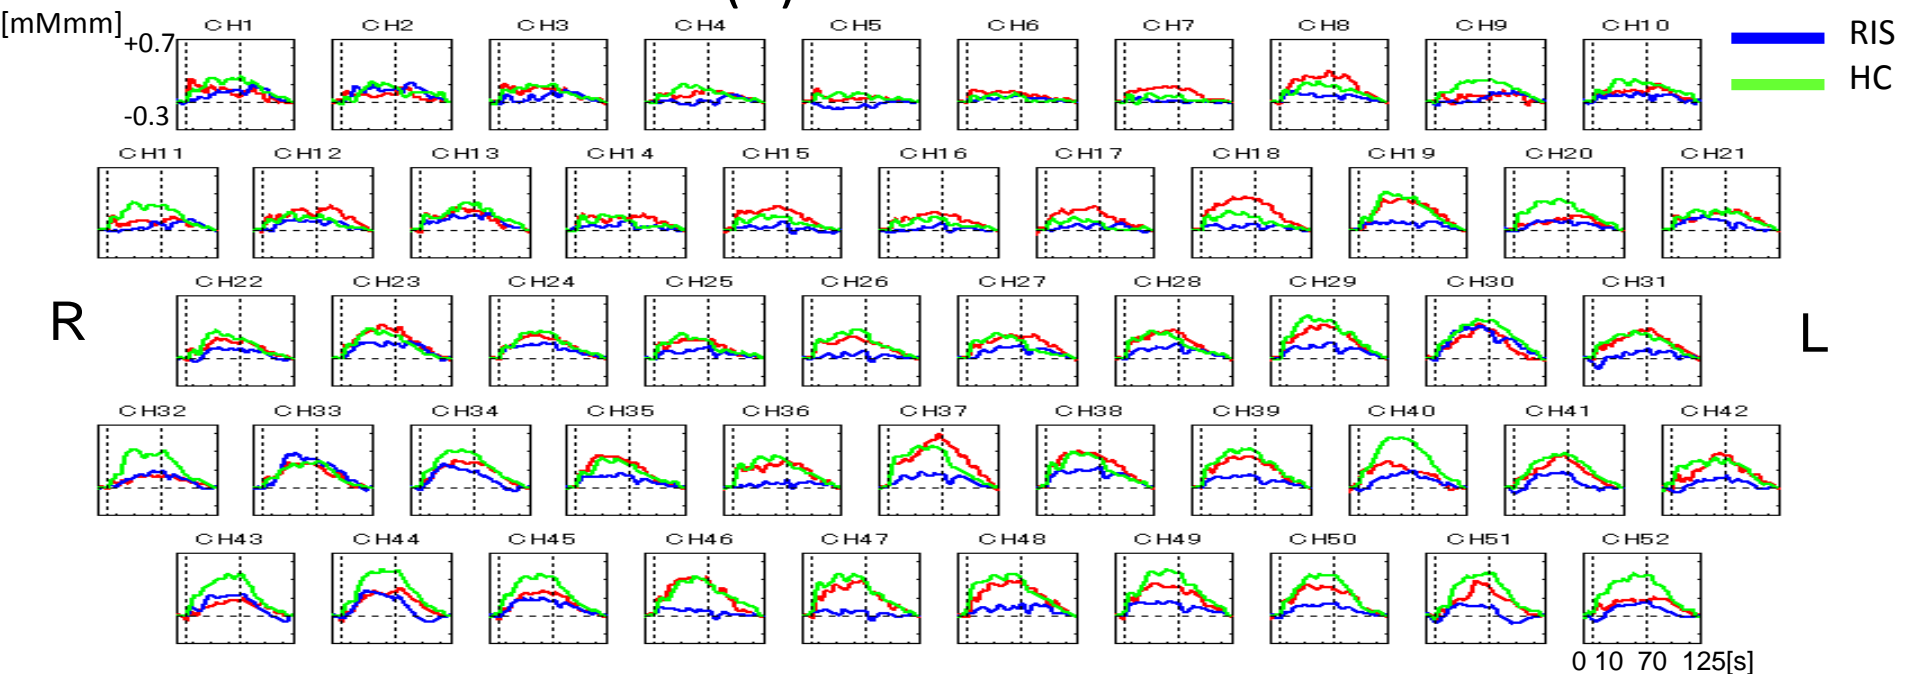 [mMmm]
+0.7
-0.3
CH1 CH2 CH3 CH4 CH5 CH6 CH7 CH8 CH9 CH10
RIS
HC
CH11 CH12 CH13 CH14 CH15 CH16 CH17 CH18 CH19 CH20 CH21
CH22 CH23 CH24 CH25 CH26 CH27 CH28 CH29 CH30 CH31
R
L
CH32 CH33 CH34 CH35 CH36 CH37 CH38 CH39 CH40 CH41 CH42
CH43 CH44 CH45 CH46 CH47 CH48 CH49 CH50 CH51 CH52
0 10 70 125[s]